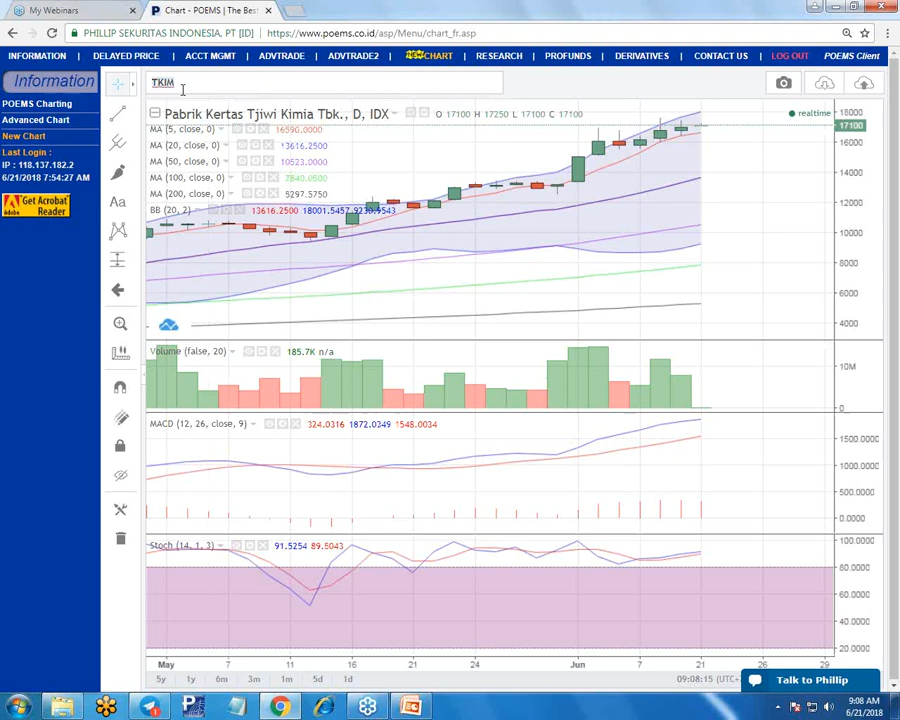 My Webinars
Chart - POEMS | The Bes
PHILLIP SEKURITAS INDONESIA, PT [ID]
https://www.poems.co.id/asp/Menu/chart_fr.asp
INFORMATION DELAYED PRICE ACCT MGMT ADVTRADE ADVTRADE2 NEW CHART RESEARCH PROFUNDS DERIVATIVES CONTACT US LOG OUT POEMS Client
Information
POEMS Charting
Advanced Chart
New Chart
Last Login :
IP : 118.137.182.2
6/21/2018 7:54:27 AM
Get Acrobat
Reader
Adobe
TKIM
Pabrik Kertas Tjiwi Kimia Tbk., D, IDX O 17100 H 17250 L 17100 C 17100
realtime
MA (5, close, 0) 16590.0000
MA (20, close, 0) 13616.2500
MA (50, close, 0) 10523.0000
MA (100, close, 0) 7840.0500
MA (200, close, 0) 5297.5750
BB (20, 2) 13616.2500 18001.5457 9230.9543
18000
17100
14000
12000
10000
8000
6000
4000
Volume (false, 20) 185.7K n/a
10M
0
MACD (12, 26, close, 9) 324.0316 1872.0349 1548.0034
1500.0000
1000.0000
500.0000
0.0000
Stoch (14, 1, 3) 91.5254 89.5043
100.0000
80.0000
60.0000
40.0000
20.0000
May 7 11 16 21 24 Jun 7 21 26 29
5y 1y 6m 3m 1m 5d 1d
09:08:15 (UTC+
Talk to Phillip
Aa
9:08 AM
6/21/2018